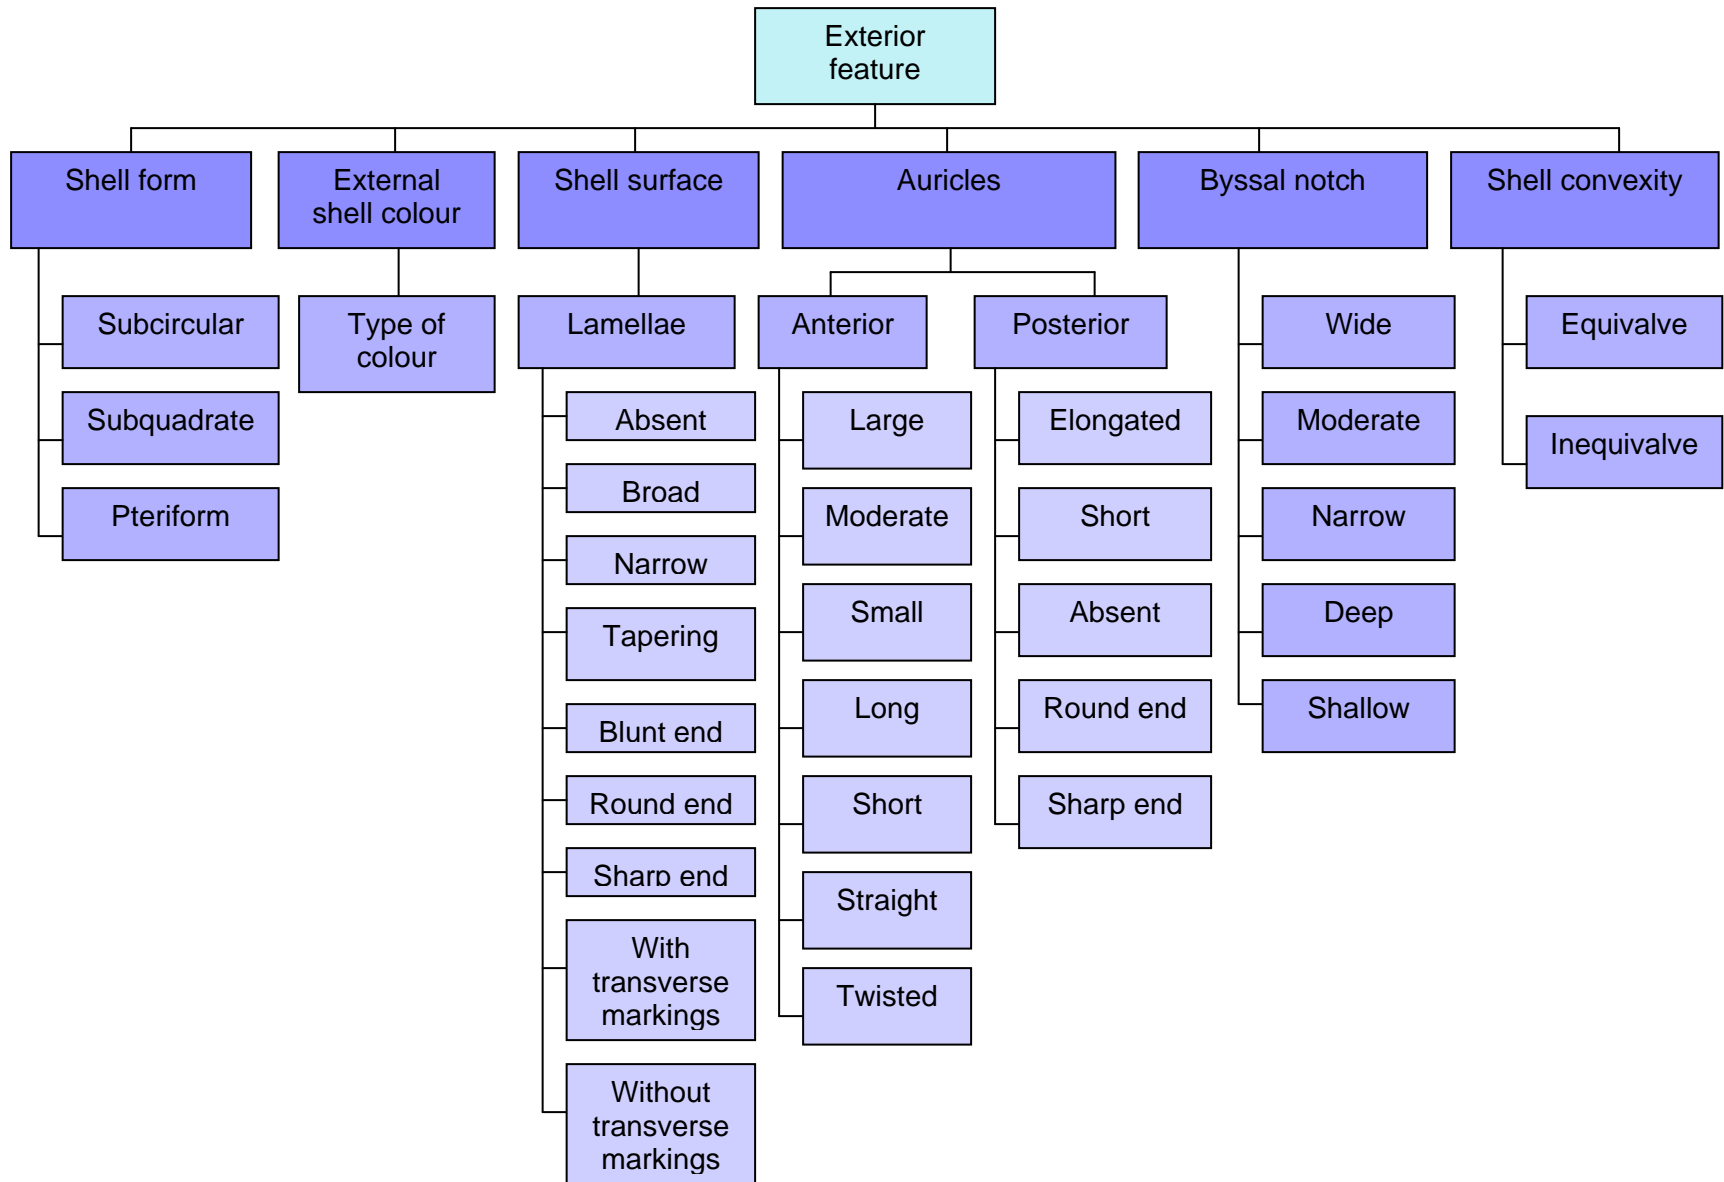 Exterior
feature
Shell form
External
shell colour
Shell surface
Auricles
Byssal notch
Shell convexity
Subcircular
Subquadrate
Pteriform
Type of
colour
Lamellae
Absent
Broad
Narrow
Tapering
Blunt end
Round end
Sharp end
With
transverse
markings
Without
transverse
markings
Anterior
Large
Moderate
Small
Long
Short
Straight
Twisted
Posterior
Elongated
Short
Absent
Round end
Sharp end
Wide
Moderate
Narrow
Deep
Shallow
Equivalve
Inequivalve